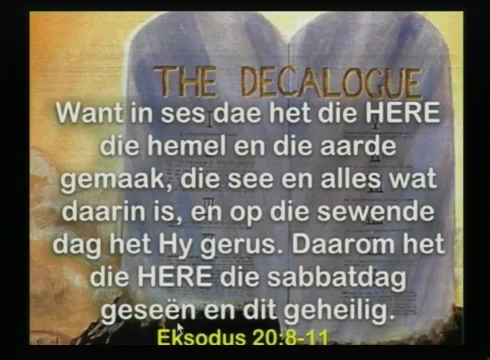 THE DECALOGUE
Want in ses dae het die HERE
die hemel en die aarde
gemaak, die see en alles wat
daarin is, en op die sewende
dag het Hy gerus. Daarom het
die HERE die sabbatdag
geseën en dit geheilig.
Eksodus 20:8-11